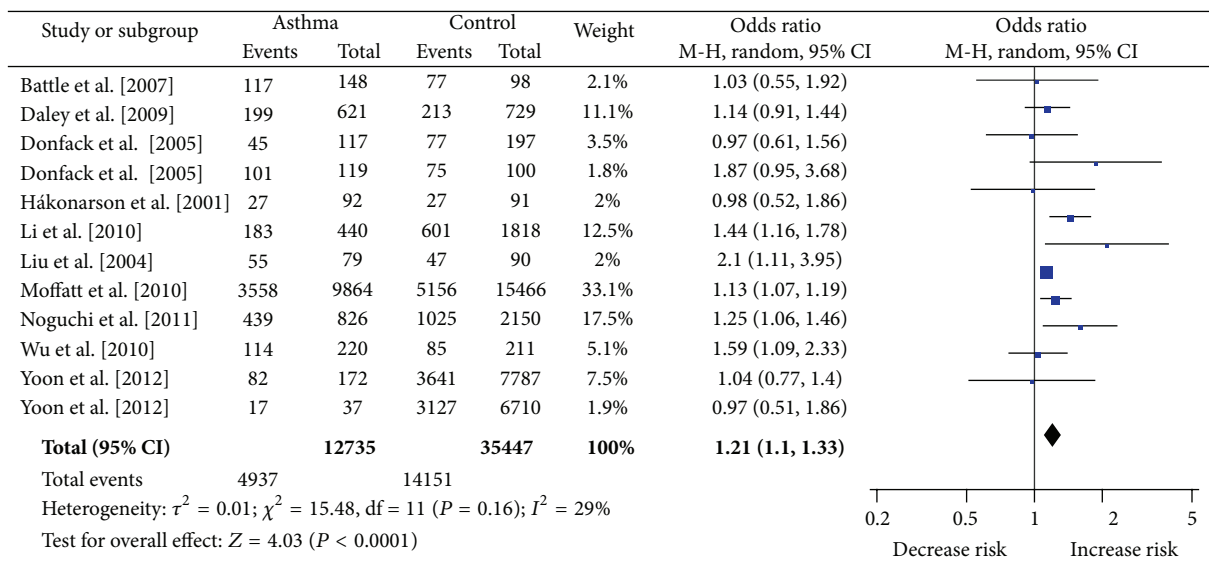 Study or subgroup Asthma Control Weight Odds ratio Odds ratio
Events Total Events Total M-H, random, 95% CI M-H, random, 95% CI
Battle et al. [2007] 117 148 77 98 2.1% 1.03 (0.55, 1.92)
Daley et al. [2009] 199 621 213 729 11.1% 1.14 (0.91, 1.44)
Donfack et al. [2005] 45 117 77 197 3.5% 0.97 (0.61, 1.56)
Donfack et al. [2005] 101 119 75 100 1.8% 1.87 (0.95, 3.68)
Hákonarson et al. [2001] 27 92 27 91 2% 0.98 (0.52, 1.86)
Li et al. [2010] 183 440 601 1818 12.5% 1.44 (1.16, 1.78)
Liu et al. [2004] 55 79 47 90 2% 2.1 (1.11, 3.95)
Moffatt et al. [2010] 3558 9864 5156 15466 33.1% 1.13 (1.07, 1.19)
Noguchi et al. [2011] 439 826 1025 2150 17.5% 1.25 (1.06, 1.46)
Wu et al. [2010] 114 220 85 211 5.1% 1.59 (1.09, 2.33)
Yoon et al. [2012] 82 172 3641 7787 7.5% 1.04 (0.77, 1.4)
Yoon et al. [2012] 17 37 3127 6710 1.9% 0.97 (0.51, 1.86)
Total (95% CI) 12735 35447 100% 1.21 (1.1, 1.33)
Total events 4937 14151
Heterogeneity: τ² = 0.01; χ² = 15.48, df = 11 (P = 0.16); I² = 29%
Test for overall effect: Z = 4.03 (P < 0.0001)
0.2 0.5 1 2 5
Decrease risk Increase risk